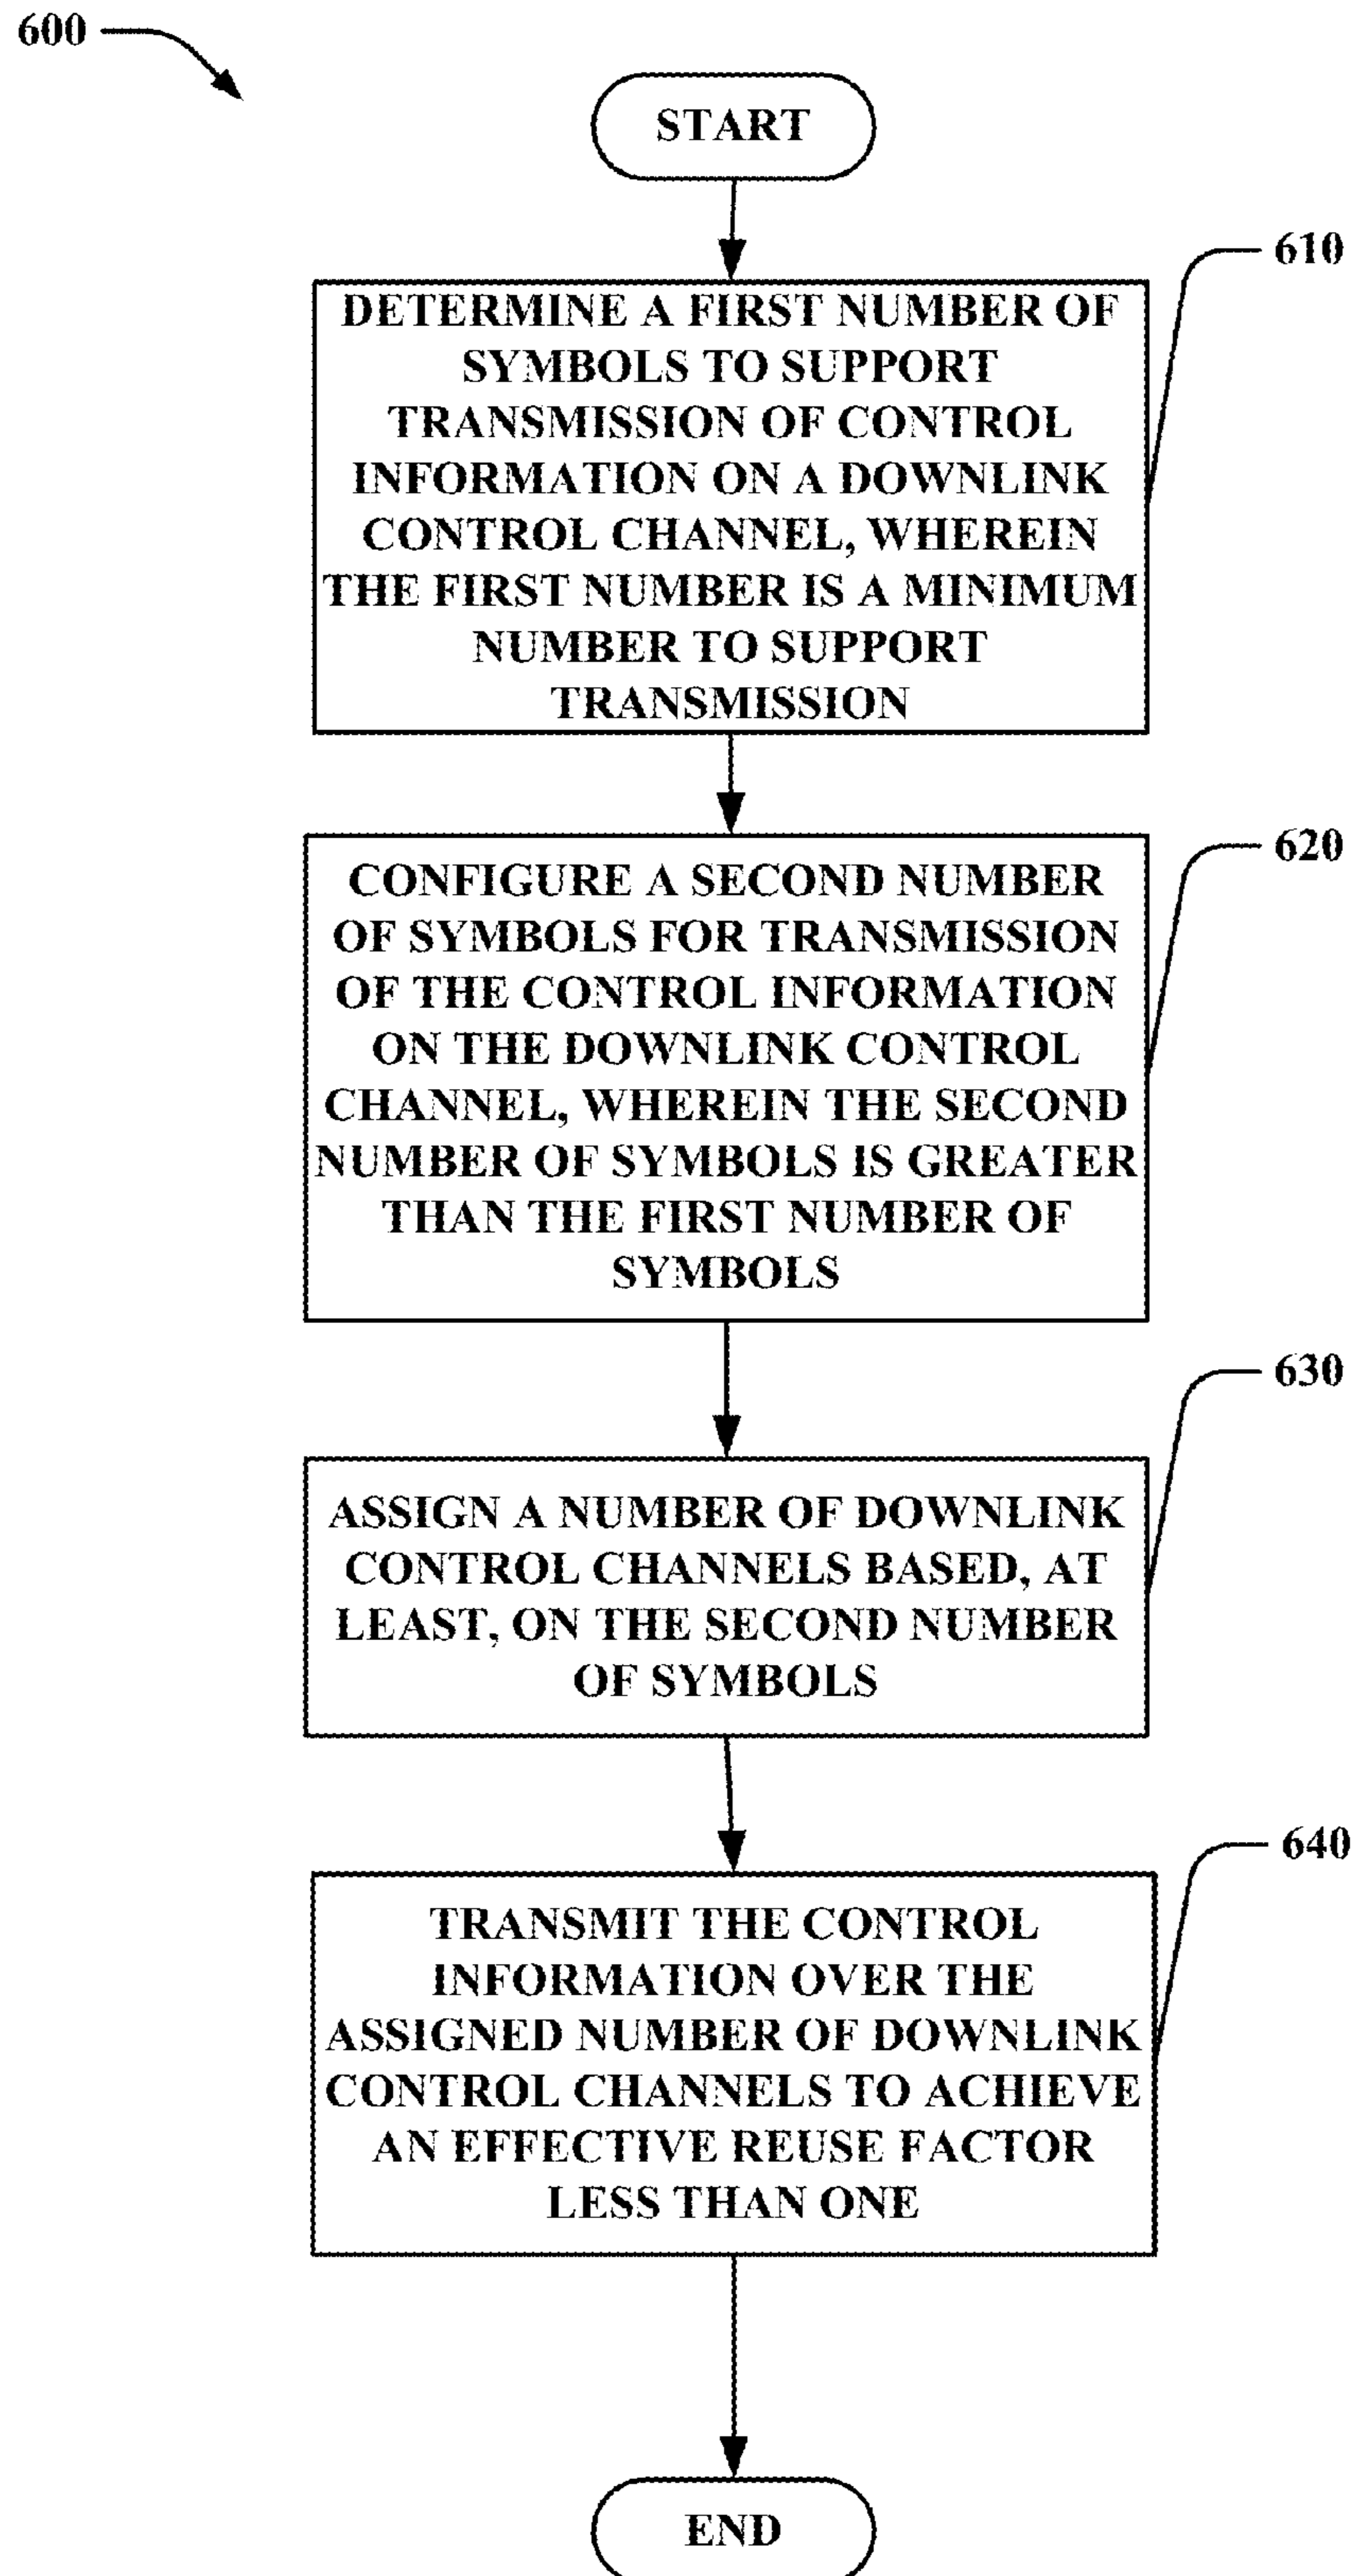 600
START
610
DETERMINE A FIRST NUMBER OF
SYMBOLS TO SUPPORT
TRANSMISSION OF CONTROL
INFORMATION ON A DOWNLINK
CONTROL CHANNEL, WHEREIN
THE FIRST NUMBER IS A MINIMUM
NUMBER TO SUPPORT
TRANSMISSION
620
CONFIGURE A SECOND NUMBER
OF SYMBOLS FOR TRANSMISSION
OF THE CONTROL INFORMATION
ON THE DOWNLINK CONTROL
CHANNEL, WHEREIN THE SECOND
NUMBER OF SYMBOLS IS GREATER
THAN THE FIRST NUMBER OF
SYMBOLS
630
ASSIGN A NUMBER OF DOWNLINK
CONTROL CHANNELS BASED, AT
LEAST, ON THE SECOND NUMBER
OF SYMBOLS
640
TRANSMIT THE CONTROL
INFORMATION OVER THE
ASSIGNED NUMBER OF DOWNLINK
CONTROL CHANNELS TO ACHIEVE
AN EFFECTIVE REUSE FACTOR
LESS THAN ONE
END